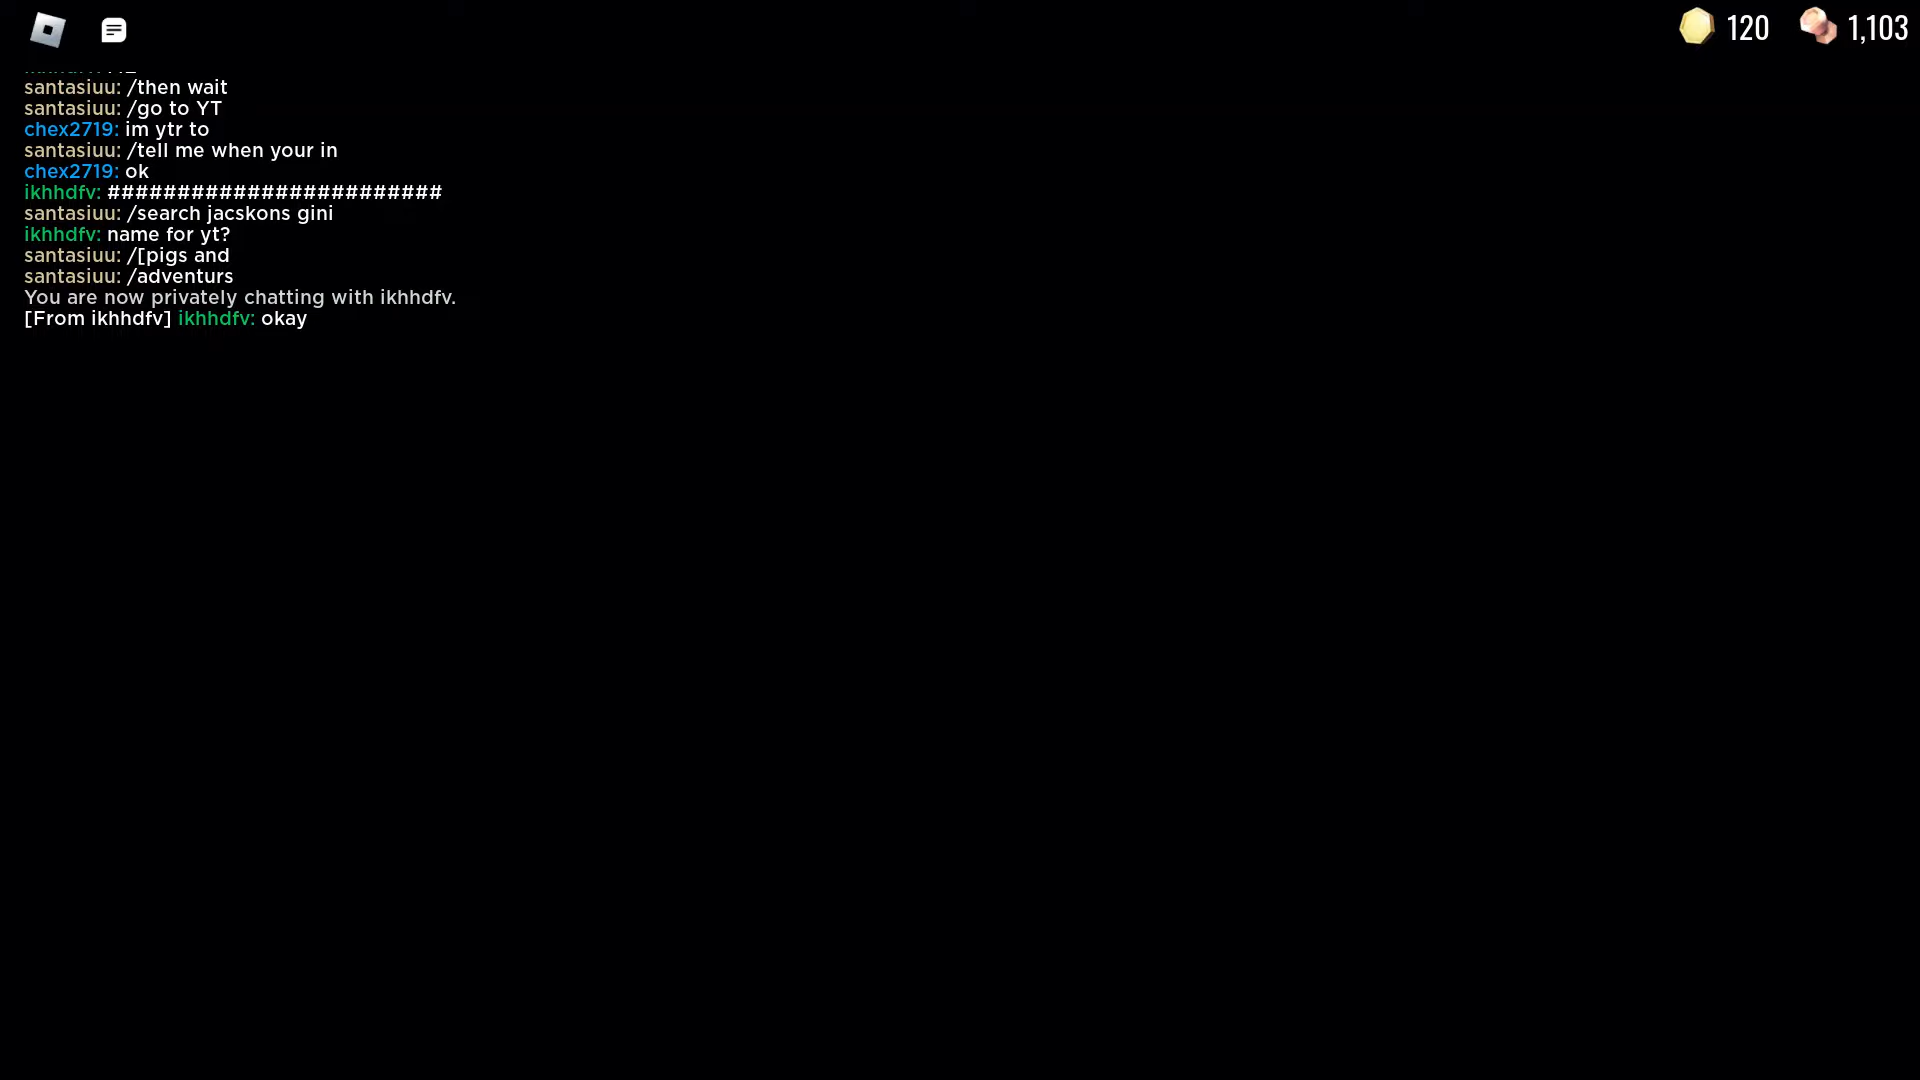 120 1,103
santasiuu: /then wait
santasiuu: /go to YT
chex2719: im ytr to
santasiuu: /tell me when your in
chex2719: ok
ikhhdfv: ########################
santasiuu: /search jacskons gini
ikhhdfv: name for yt?
santasiuu: /[pigs and
santasiuu: /adventurs
You are now privately chatting with ikhhdfv.
[From ikhhdfv] ikhhdfv: okay